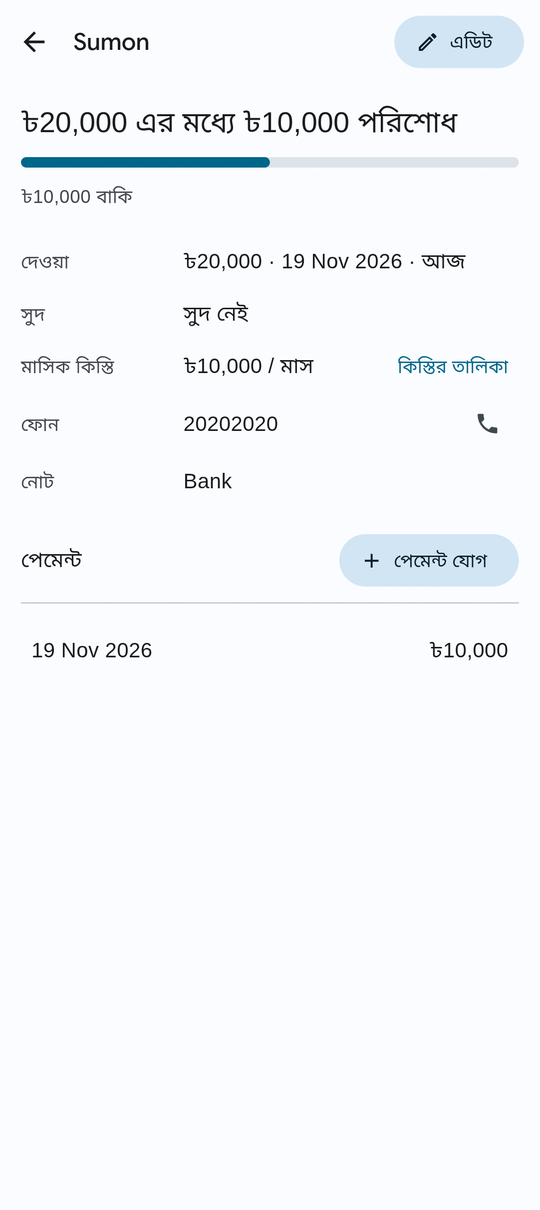 Sumon
এডিট
৳20,000 এর মধ্যে ৳10,000 পরিশোধ
৳10,000 বাকি
দেওয়া ৳20,000 · 19 Nov 2026 · আজ
সুদ সুদ নেই
মাসিক কিস্তি ৳10,000 / মাস কিস্তির তালিকা
ফোন 20202020
নোট Bank
পেমেন্ট + পেমেন্ট যোগ
19 Nov 2026 ৳10,000